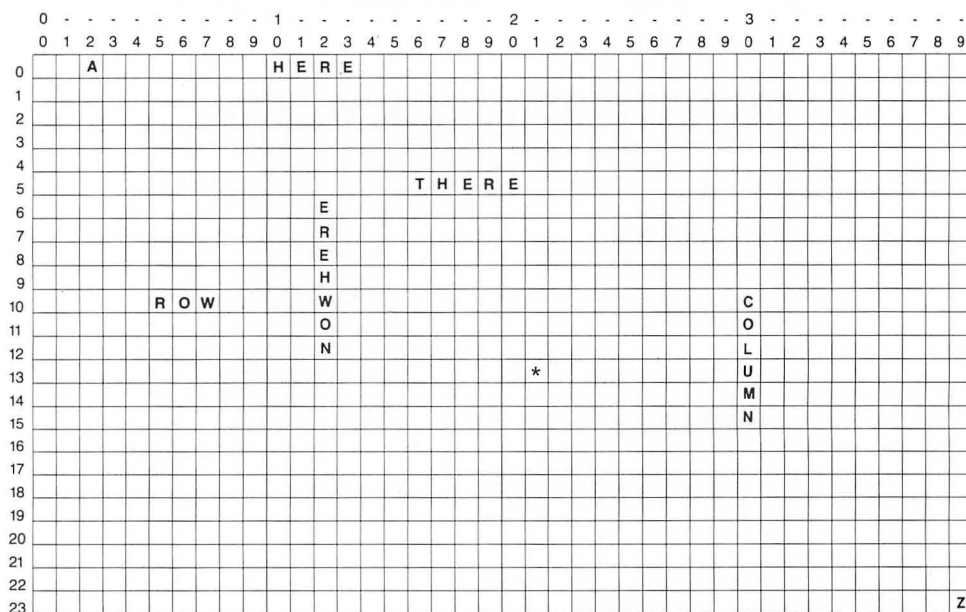 0 - - - - - - - - - 1 - - - - - - - - - 2 - - - - - - - - - 3 - - - - - - - - -
0 1 2 3 4 5 6 7 8 9 0 1 2 3 4 5 6 7 8 9 0 1 2 3 4 5 6 7 8 9 0 1 2 3 4 5 6 7 8 9
0 A H E R E
1
2
3
4
5 T H E R E
6 E
7 R
8 E
9 H
10 R O W W C
11 O O
12 N L
13 * U
14 M
15 N
16
17
18
19
20
21
22
23 Z